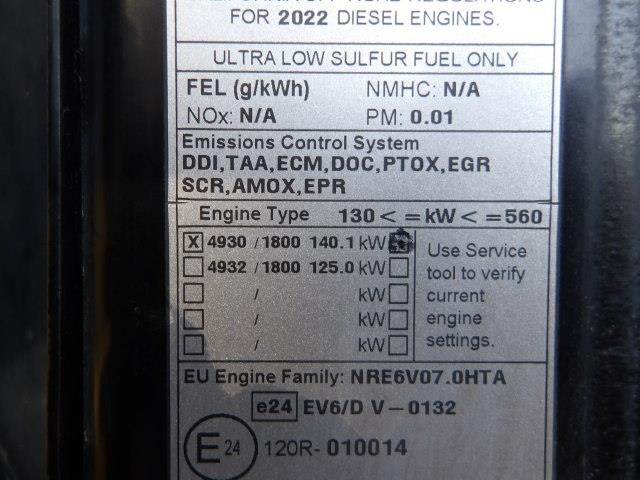 FOR 2022 DIESEL ENGINES.
ULTRA LOW SULFUR FUEL ONLY
FEL (g/kWh) NMHC: N/A
NOx: N/A PM: 0.01
Emissions Control System
DDI,TAA,ECM,DOC,PTOX,EGR
SCR,AMOX,EPR
Engine Type 130 < = kW < = 560
X 4930 / 1800 140.1 kW
4932 / 1800 125.0 kW
/ kW
/ kW
/ kW
Use Service
tool to verify
current
engine
settings.
EU Engine Family: NRE6V07.0HTA
e24 EV6/D V-0132
E24 120R-010014